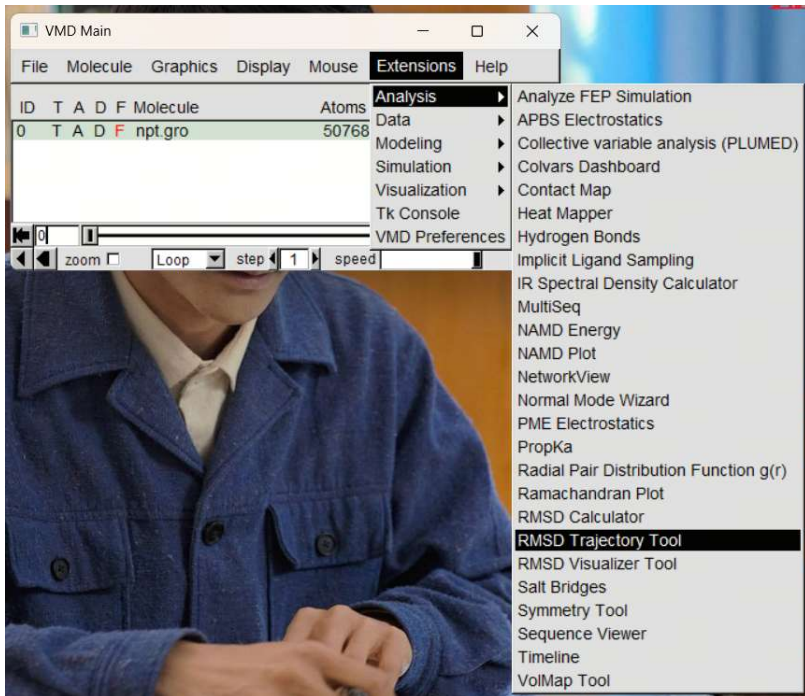 VMD Main
File Molecule Graphics Display Mouse Extensions Help
ID T A D F Molecule Atoms
0 T A D F npt.gro 50768
0
zoom Loop step 1 speed
Analysis
Data
Modeling
Simulation
Visualization
Tk Console
VMD Preferences
Analyze FEP Simulation
APBS Electrostatics
Collective variable analysis (PLUMED)
Colvars Dashboard
Contact Map
Heat Mapper
Hydrogen Bonds
Implicit Ligand Sampling
IR Spectral Density Calculator
MultiSeq
NAMD Energy
NAMD Plot
NetworkView
Normal Mode Wizard
PME Electrostatics
PropKa
Radial Pair Distribution Function g(r)
Ramachandran Plot
RMSD Calculator
RMSD Trajectory Tool
RMSD Visualizer Tool
Salt Bridges
Symmetry Tool
Sequence Viewer
Timeline
VolMap Tool